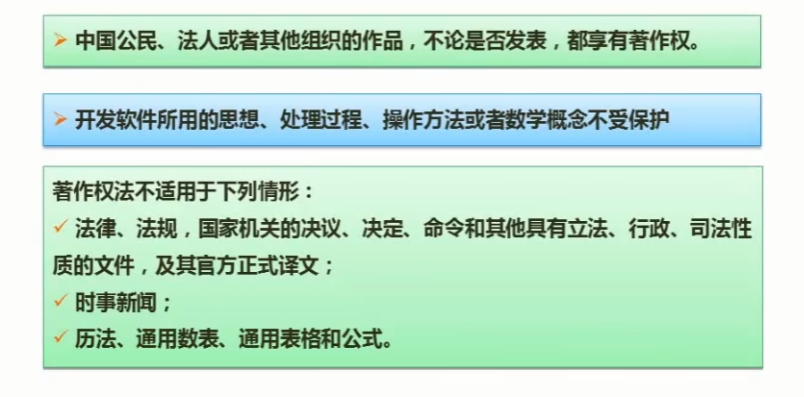 ➢ 中国公民、法人或者其他组织的作品，不论是否发表，都享有著作权。
➢ 开发软件所用的思想、处理过程、操作方法或者数学概念不受保护
著作权法不适用于下列情形：
✓ 法律、法规，国家机关的决议、决定、命令和其他具有立法、行政、司法性
质的文件，及其官方正式译文；
✓ 时事新闻；
✓ 历法、通用数表、通用表格和公式。